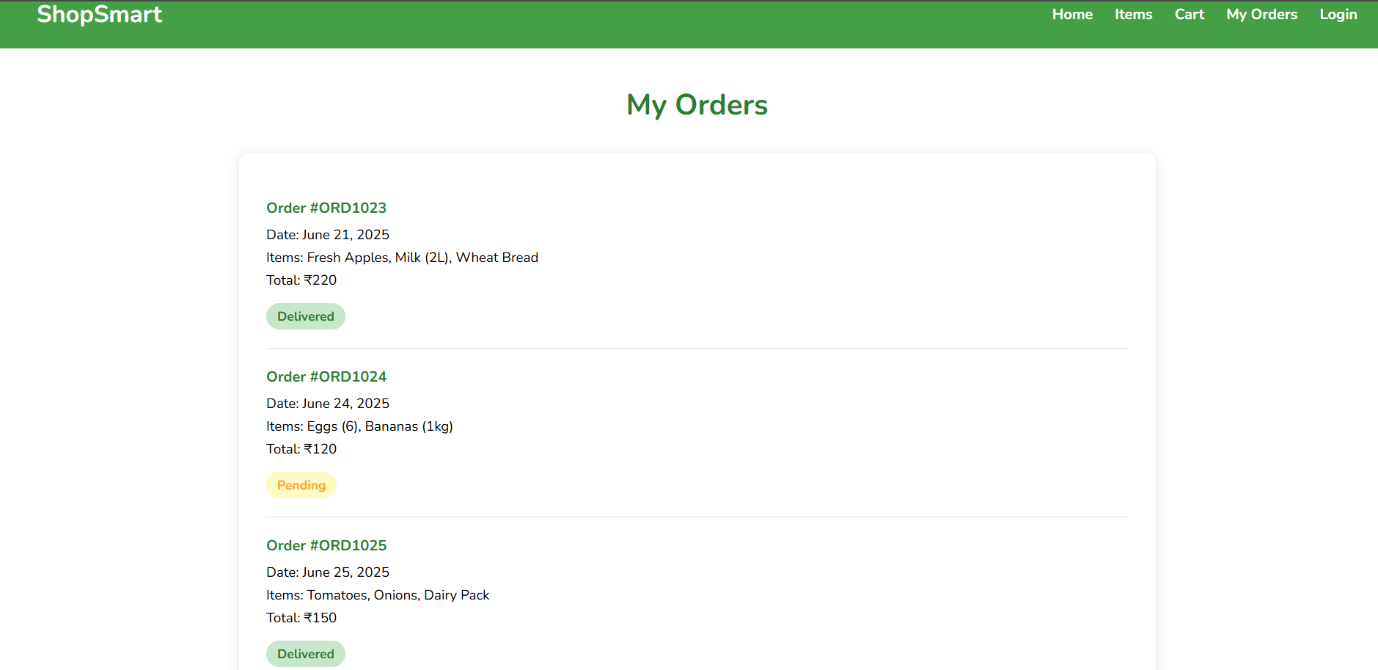 ShopSmart
Home Items Cart My Orders Login
My Orders
Order #ORD1023
Date: June 21, 2025
Items: Fresh Apples, Milk (2L), Wheat Bread
Total: ₹220
Delivered
Order #ORD1024
Date: June 24, 2025
Items: Eggs (6), Bananas (1kg)
Total: ₹120
Pending
Order #ORD1025
Date: June 25, 2025
Items: Tomatoes, Onions, Dairy Pack
Total: ₹150
Delivered